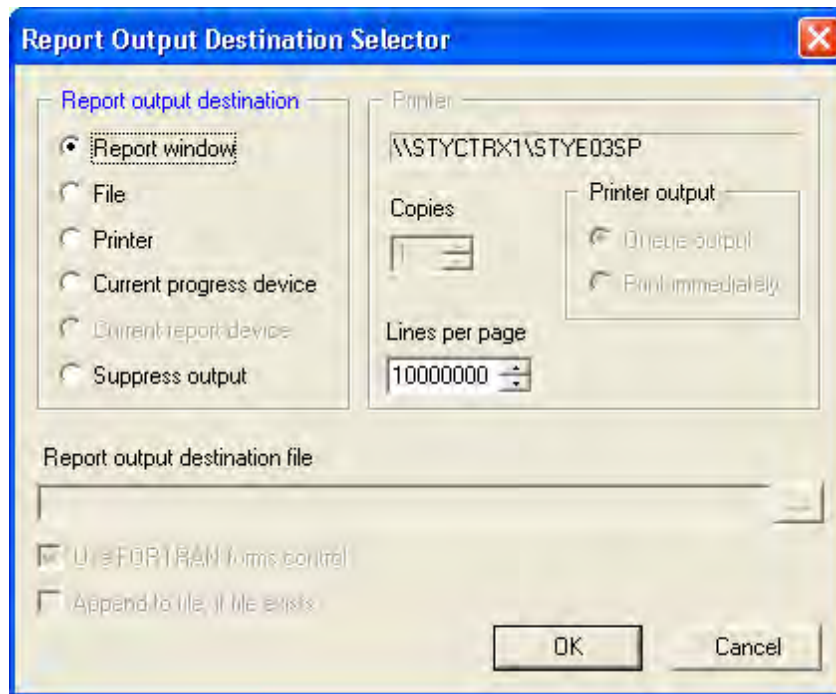 Report Output Destination Selector
Report output destination
Report window
File
Printer
Current progress device
Current report device
Suppress output
Printer
\\STYCTRX1\STYE03SP
Copies
1
Printer output
Queue output
Print immediately
Lines per page
10000000
Report output destination file
...
Use FORTRAN forms control
Append to file, if file exists
OK
Cancel